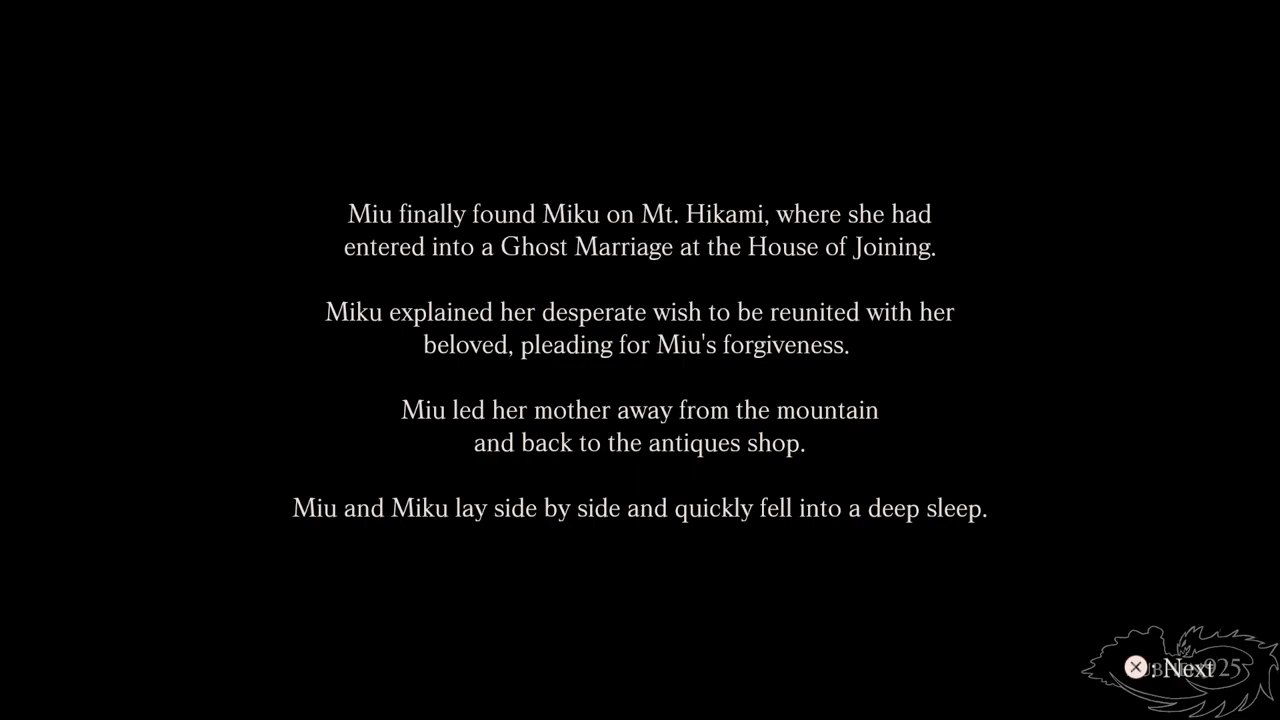 Miu finally found Miku on Mt. Hikami, where she had
entered into a Ghost Marriage at the House of Joining.
Miku explained her desperate wish to be reunited with her
beloved, pleading for Miu's forgiveness.
Miu led her mother away from the mountain
and back to the antiques shop.
Miu and Miku lay side by side and quickly fell into a deep sleep.
: Next